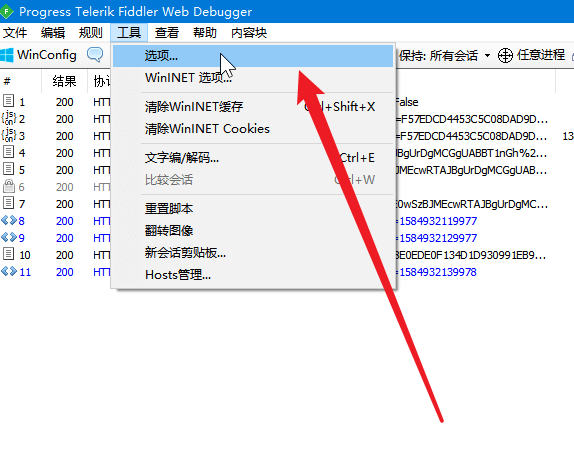 Progress Telerik Fiddler Web Debugger
文件 编辑 规则 工具 查看 帮助 内容块
WinConfig 保持: 所有会话 任意进程
# 结果 协议
选项...
WinINET 选项...
清除WinINET缓存 Ctrl+Shift+X
清除WinINET Cookies
文字编/解码... Ctrl+E
比较会话 Ctrl+W
重置脚本
翻转图像
新会话剪贴板...
Hosts管理...
1 200 HTT False
2 200 HTT =F57EDCD4453C5C08DAD9D...
3 200 HTT =F57EDCD4453C5C08DAD9D... 13
4 200 HTT JBgUrDgMCGgUABBT1nGh%2...
5 200 HTT JMEcwRTAJBgUrDgMCGgUAB...
6 200 HTT
7 200 HTT E0wSzBJMEcwRTAJBgUrDgMC...
8 200 HTT =1584932119977
9 200 HTT =1584932129977
10 200 HTT 3E0EDE0F134D1D930991EB9...
11 200 HTT =1584932139978